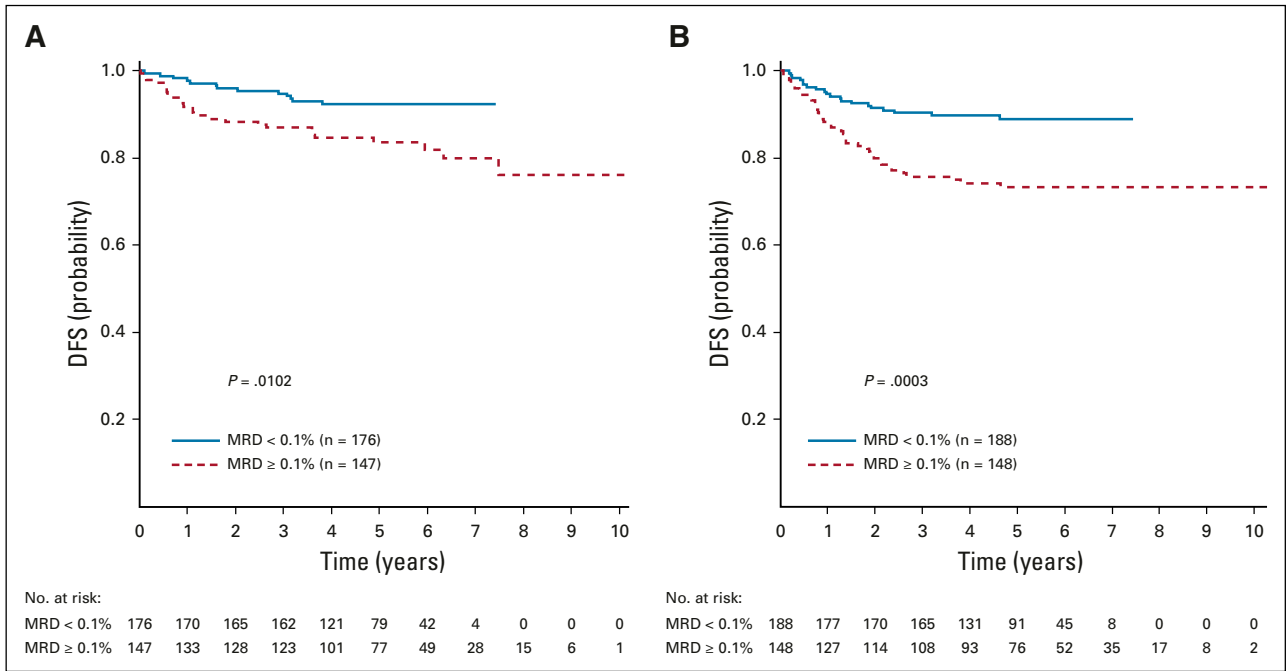 A
DFS (probability)
1.0
0.8
0.6
0.4
0.2
P = .0102
MRD < 0.1% (n = 176)
MRD ≥ 0.1% (n = 147)
0 1 2 3 4 5 6 7 8 9 10
Time (years)
No. at risk:
MRD < 0.1% 176 170 165 162 121 79 42 4 0 0 0
MRD ≥ 0.1% 147 133 128 123 101 77 49 28 15 6 1
B
DFS (probability)
1.0
0.8
0.6
0.4
0.2
P = .0003
MRD < 0.1% (n = 188)
MRD ≥ 0.1% (n = 148)
0 1 2 3 4 5 6 7 8 9 10
Time (years)
No. at risk:
MRD < 0.1% 188 177 170 165 131 91 45 8 0 0 0
MRD ≥ 0.1% 148 127 114 108 93 76 52 35 17 8 2